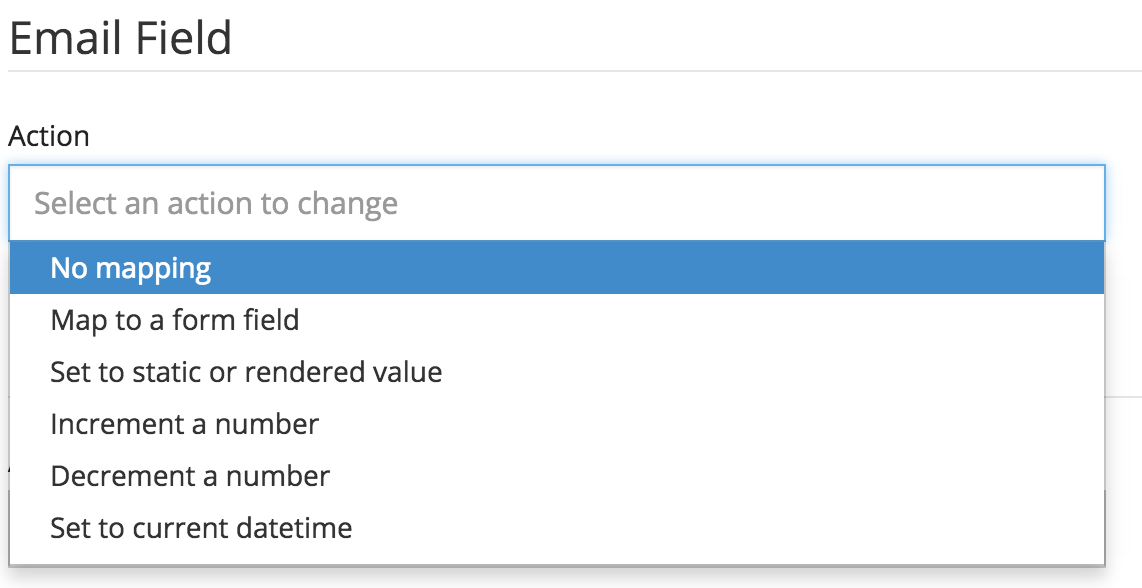 Email Field
Action
Select an action to change
No mapping
Map to a form field
Set to static or rendered value
Increment a number
Decrement a number
Set to current datetime